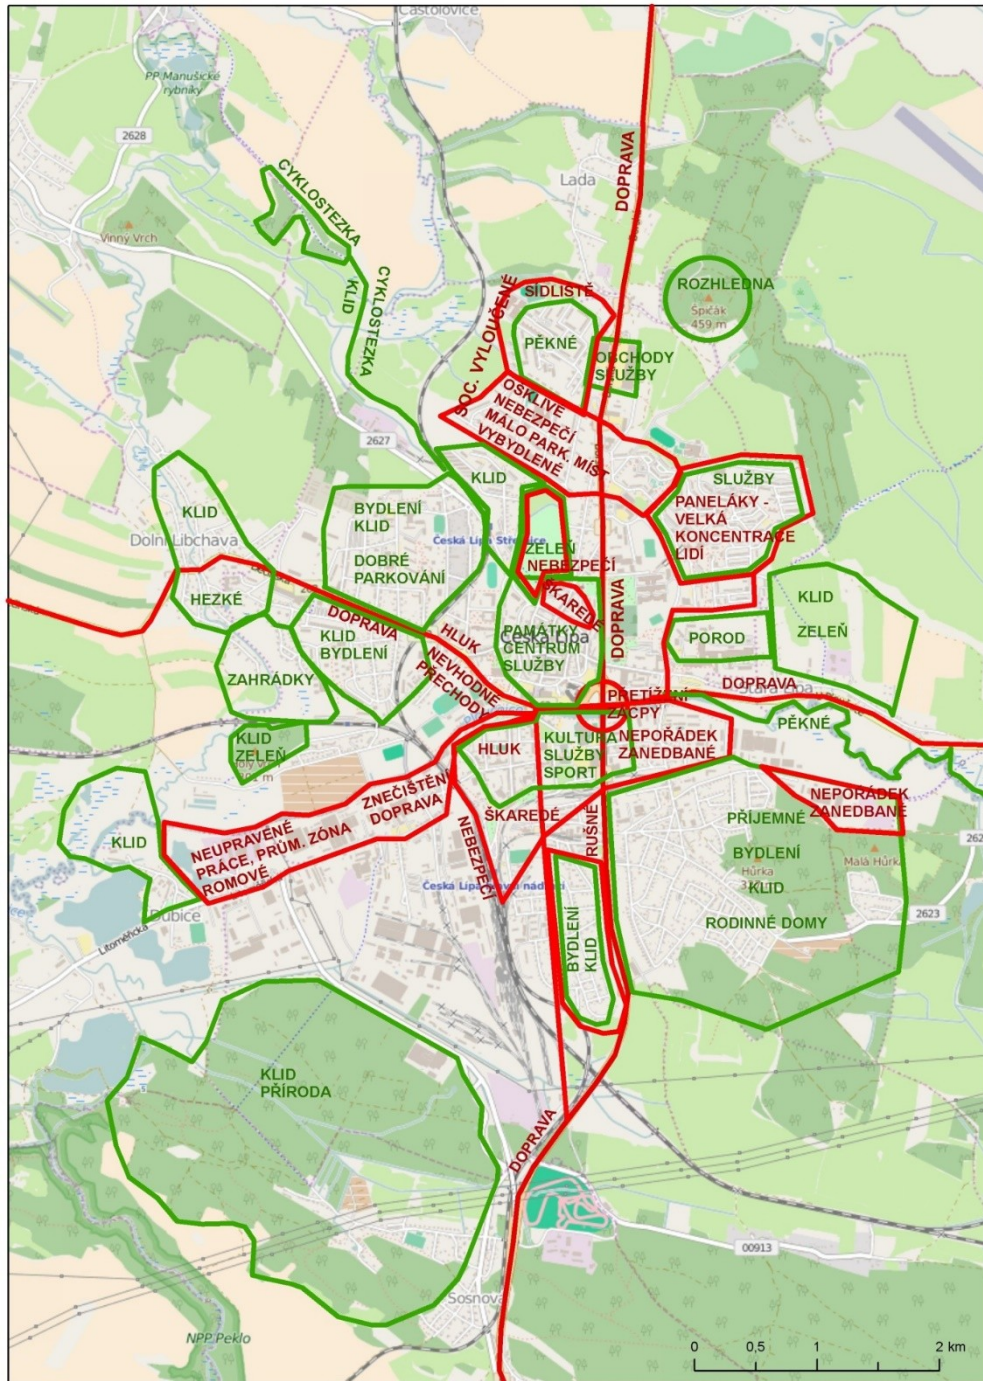 Častolovice
PP Manušické
rybníky
2628
Lada
DOPRAVA
CYKLOSTEZKA
Vinný Vrch
CYKLOSTEZKA
KLID
SOC. VYLOUČENÉ
SÍDLIŠTĚ
ROZHLEDNA
Špičák
459 m
PĚKNÉ
OBCHODY
SLUŽBY
OSKLIVÉ
NEBEZPEČÍ
MÁLO PARK. MÍST
VYBYDLENÉ
2627
KLID
SLUŽBY
PANELÁKY -
VELKÁ
KONCENTRACE
LIDÍ
KLID
Dolní Libchava
BYDLENÍ
KLID
DOBRÉ
PARKOVÁNÍ
Česká Lípa Střelnice
ZELEŇ
NEBEZPEČÍ
ŠKAREDÉ
HEZKÉ
DOPRAVA
KLID
BYDLENÍ
HLUK
NEVHODNÉ
PŘECHODY
PAMÁTKY
CENTRUM
SLUŽBY
Česká Lípa
DOPRAVA
POROD
KLID
ZELEŇ
ZAHRÁDKY
DOPRAVA
Stará Lípa
PŘETÍŽENÍ
ZÁCPY
PĚKNÉ
KLID
ZELEŇ
HLUK
KULTURA
SLUŽBY
SPORT
NEPOŘÁDEK
ZANEDBANÉ
ZNEČIŠTĚNÍ
DOPRAVA
NEUPRAVENÉ
PRÁCE, PRŮM. ZÓNA
ROMOVÉ
KLID
NEBEZPEČÍ
ŠKAREDÉ
RUŠNÉ
NEPOŘÁDEK
ZANEDBANÉ
PŘÍJEMNÉ
BYDLENÍ
Hůrka
KLID
RODINNÉ DOMY
Malá Hůrka
2623
Dubice
Litoměřická
BYDLENÍ
KLID
KLID
PŘÍRODA
DOPRAVA
00913
Sosnová
NPP Peklo
0 0,5 1 2 km